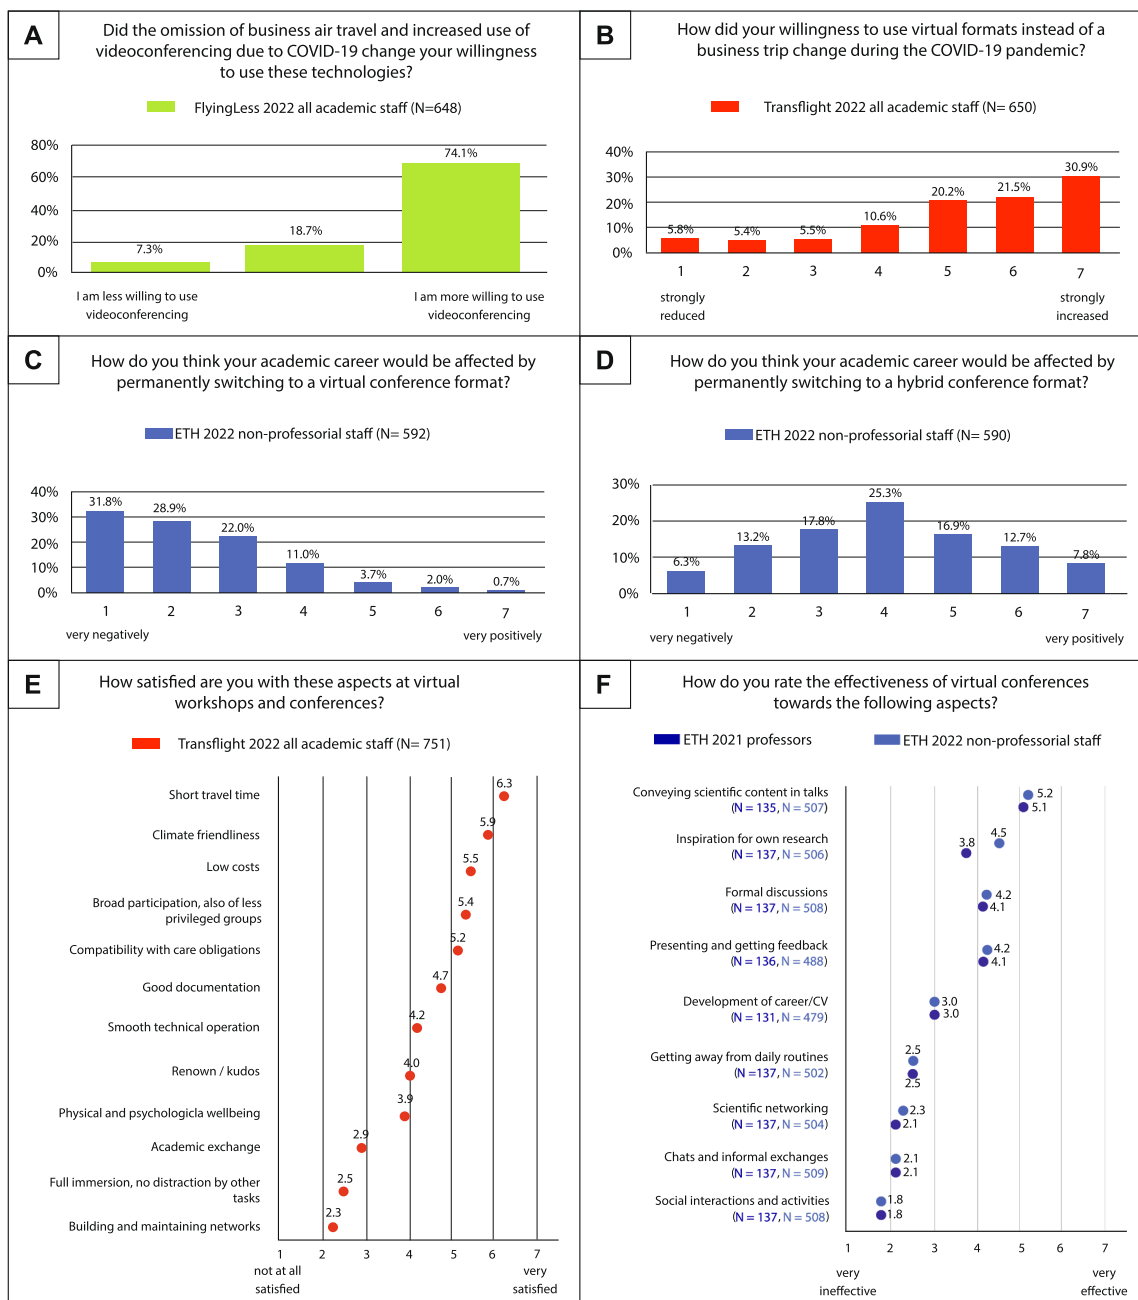 A
Did the omission of business air travel and increased use of
videoconferencing due to COVID-19 change your willingness
to use these technologies?
FlyingLess 2022 all academic staff (N=648)
80%
60%
40%
20%
0%
7.3%
18.7%
74.1%
I am less willing to use
videoconferencing
I am more willing to use
videoconferencing
B
How did your willingness to use virtual formats instead of a
business trip change during the COVID-19 pandemic?
Transflight 2022 all academic staff (N= 650)
40%
30%
20%
10%
0%
5.8%
5.4%
5.5%
10.6%
20.2%
21.5%
30.9%
1 2 3 4 5 6 7
strongly
reduced
strongly
increased
C
How do you think your academic career would be affected by
permanently switching to a virtual conference format?
ETH 2022 non-professorial staff (N= 592)
40%
30%
20%
10%
0%
31.8%
28.9%
22.0%
11.0%
3.7%
2.0%
0.7%
1 2 3 4 5 6 7
very negatively
very positively
D
How do you think your academic career would be affected by
permanently switching to a hybrid conference format?
ETH 2022 non-professorial staff (N= 590)
30%
20%
10%
0%
6.3%
13.2%
17.8%
25.3%
16.9%
12.7%
7.8%
1 2 3 4 5 6 7
very negatively
very positively
E
How satisfied are you with these aspects at virtual
workshops and conferences?
Transflight 2022 all academic staff (N= 751)
Short travel time
6.3
Climate friendliness
5.9
Low costs
5.5
Broad participation, also of less
privileged groups
5.4
Compatibility with care obligations
5.2
Good documentation
4.7
Smooth technical operation
4.2
Renown / kudos
4.0
Physical and psychologicla wellbeing
3.9
Academic exchange
2.9
Full immersion, no distraction by other
tasks
2.5
Building and maintaining networks
2.3
1 2 3 4 5 6 7
not at all
satisfied
very
satisfied
F
How do you rate the effectiveness of virtual conferences
towards the following aspects?
ETH 2021 professors
ETH 2022 non-professorial staff
Conveying scientific content in talks
(N = 135, N = 507)
5.2
5.1
Inspiration for own research
(N = 137, N = 506)
4.5
3.8
Formal discussions
(N = 137, N = 508)
4.2
4.1
Presenting and getting feedback
(N = 136, N = 488)
4.2
4.1
Development of career/CV
(N = 131, N = 479)
3.0
3.0
Getting away from daily routines
(N =137, N = 502)
2.5
2.5
Scientific networking
(N = 137, N = 504)
2.3
2.1
Chats and informal exchanges
(N = 137, N = 509)
2.1
2.1
Social interactions and activities
(N = 137, N = 508)
1.8
1.8
1 2 3 4 5 6 7
very
ineffective
very
effective